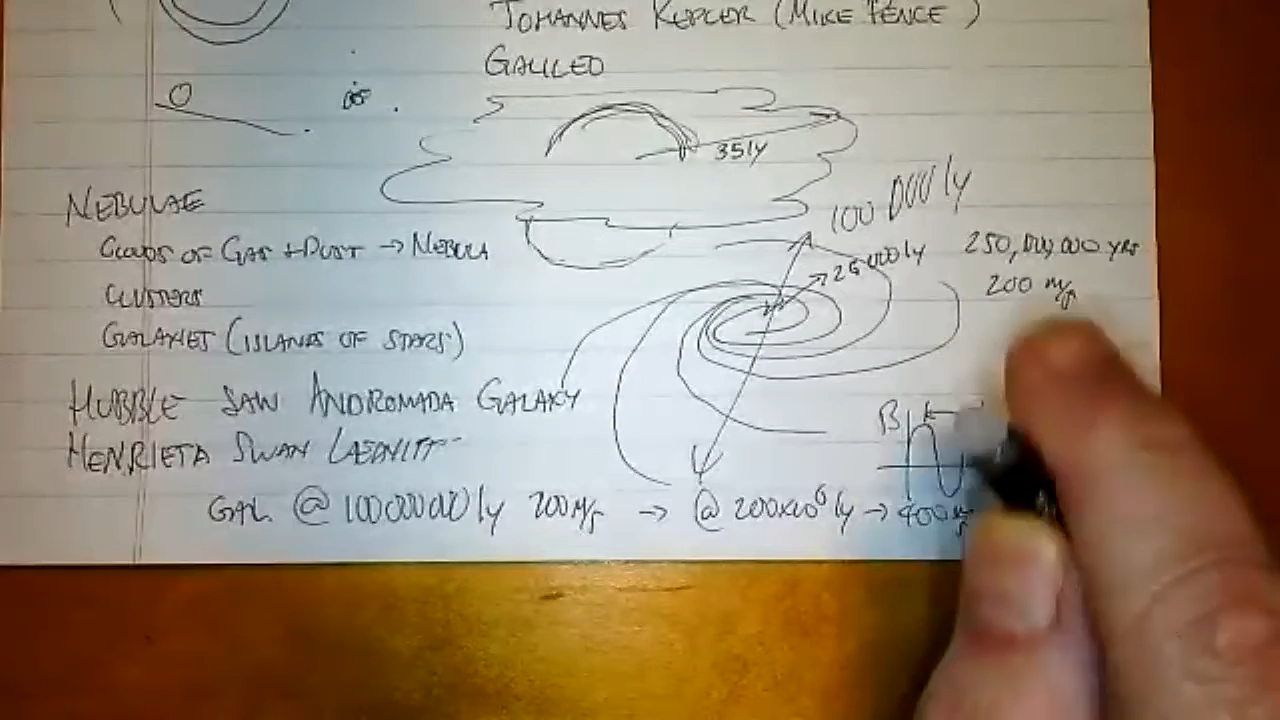 JOHANNES KEPLER (MIKE PENCE )
GALILEO
35 ly
NEBULAE
100 000 ly
CLOUDS OF GAS + DUST → NEBULA
25 000 ly
250,000,000 yrs
200 m/s
CLUSTERS
GALAXIES (ISLANDS OF STARS)
HUBBLE SAW ANDROMADA GALAXY
B
HENRIETA SWAN LEAVITT
GAL @ 100000000 ly 200 m/s → @ 200x10⁶ ly → 400 m/s